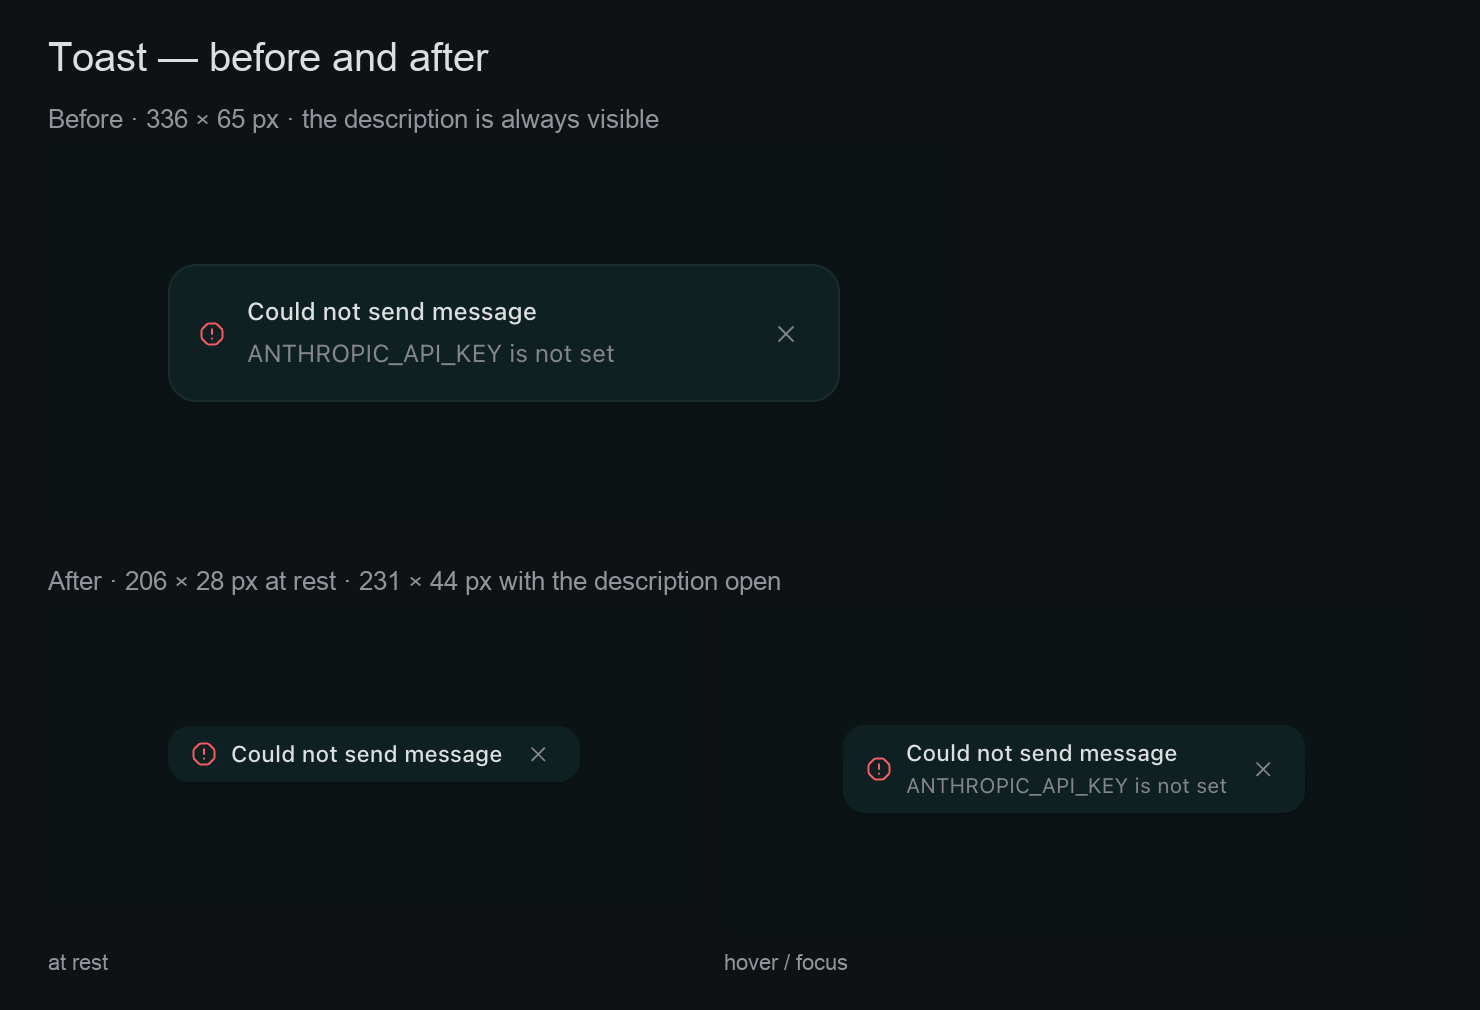 Toast — before and after
Before · 336 × 65 px · the description is always visible
Could not send message
ANTHROPIC_API_KEY is not set
After · 206 × 28 px at rest · 231 × 44 px with the description open
Could not send message
Could not send message
ANTHROPIC_API_KEY is not set
at rest
hover / focus